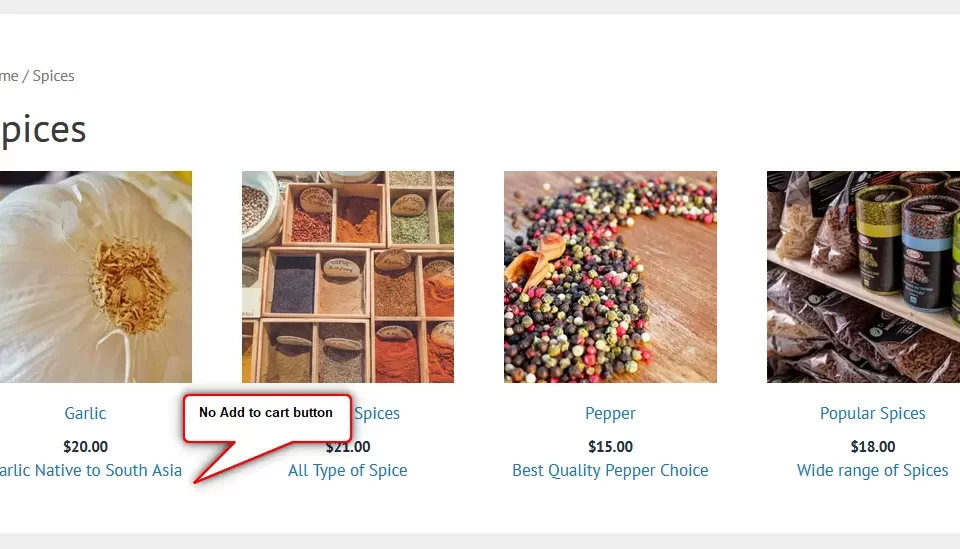 me / Spices
pices
No Add to cart button
Garlic
Spices
Pepper
Popular Spices
$20.00
$21.00
$15.00
$18.00
arlic Native to South Asia
All Type of Spice
Best Quality Pepper Choice
Wide range of Spices